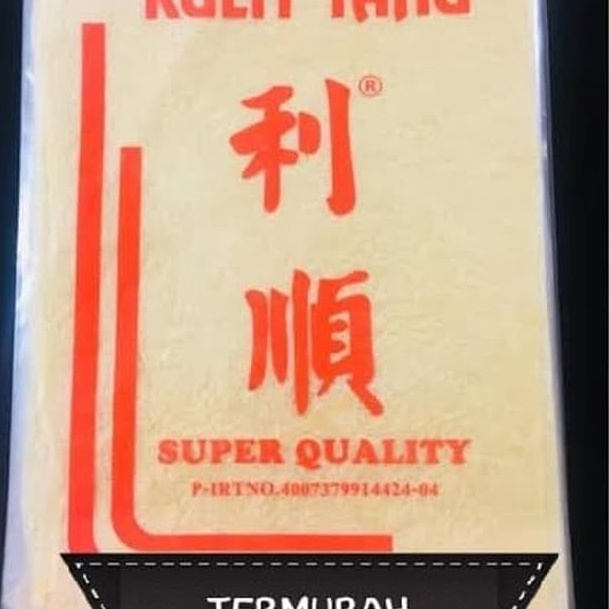 KULIT TAHU
利®
順
SUPER QUALITY
P-IRTNO.4007379914424-04
TERMURAH